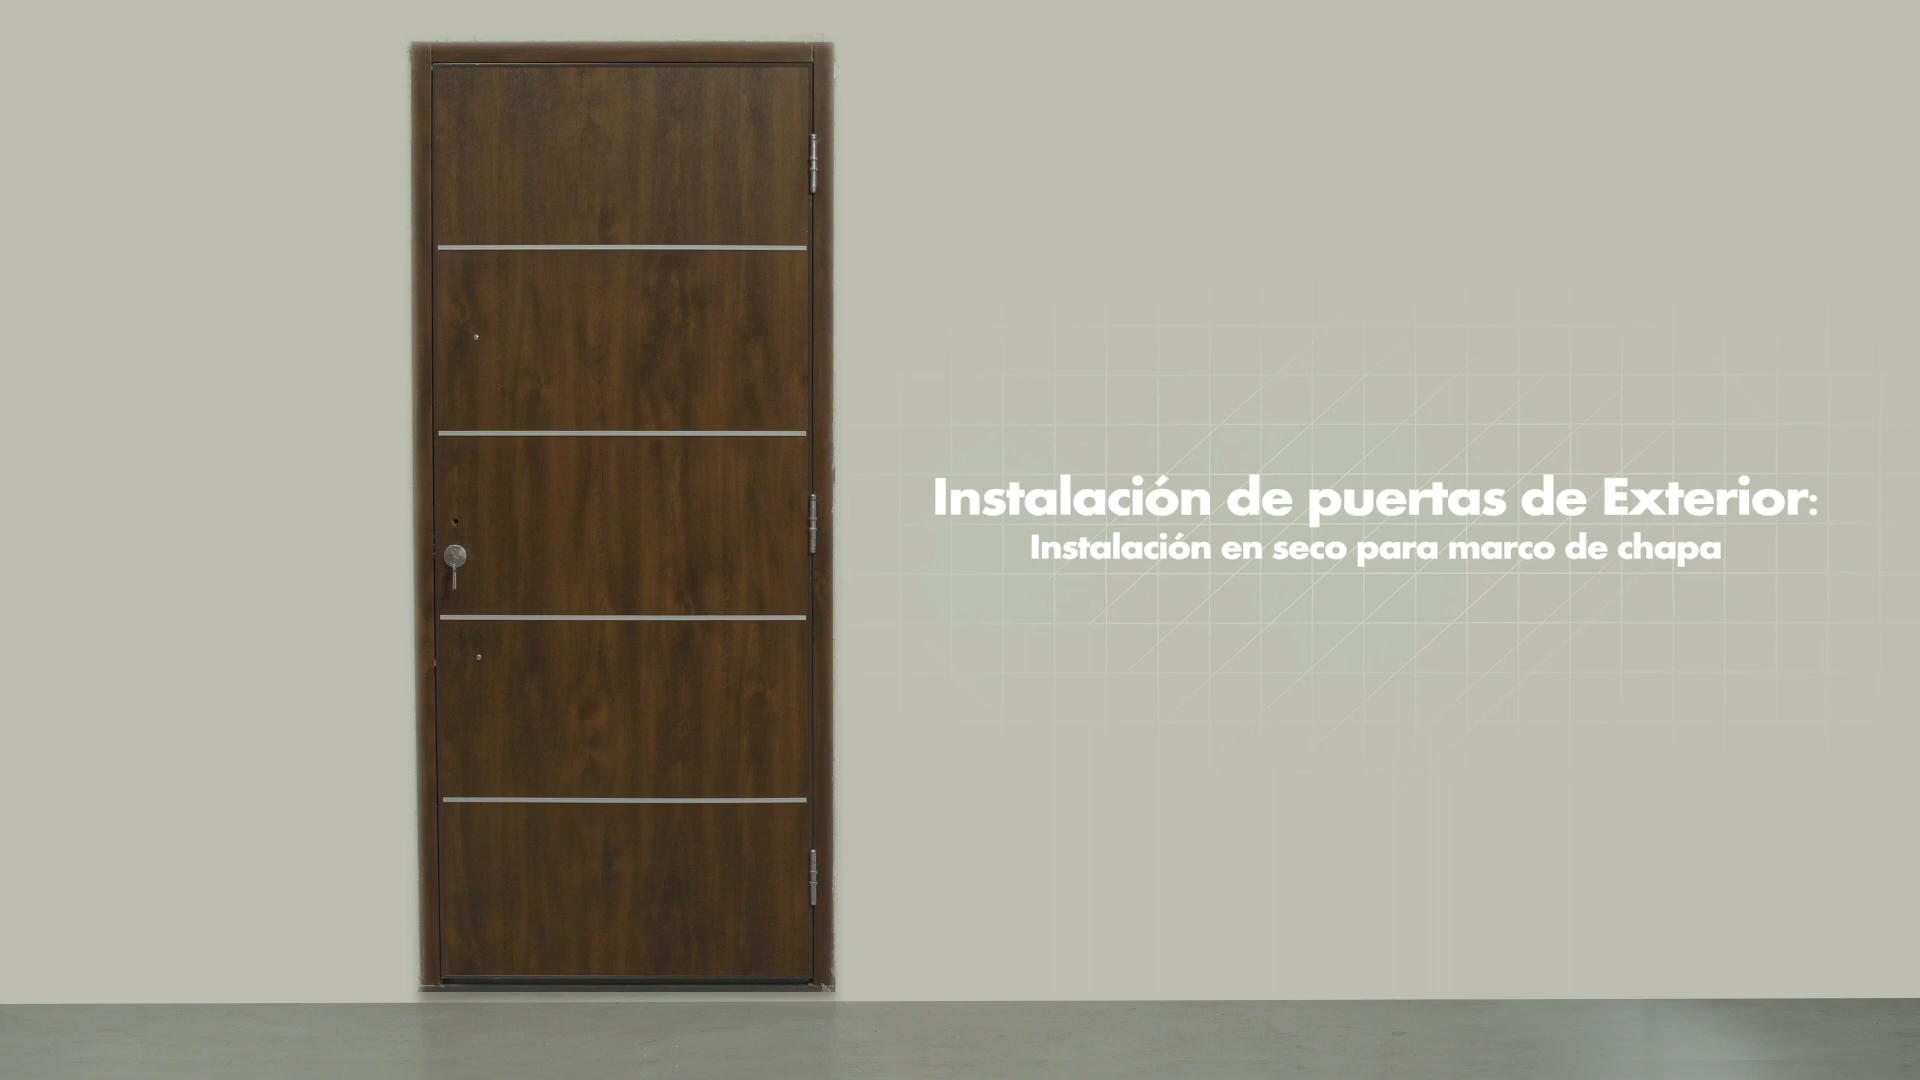 Instalación de puertas de Exterior:
Instalación en seco para marco de chapa